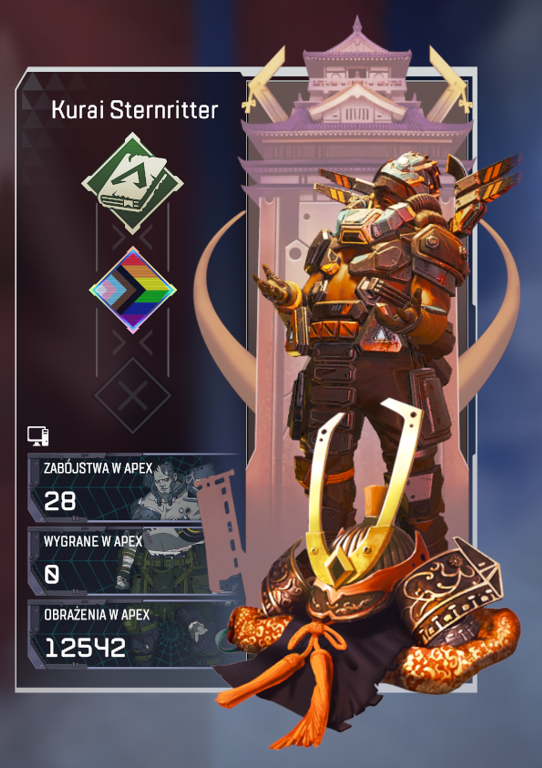 Kurai Sternritter
ZABÓJSTWA W APEX
28
WYGRANE W APEX
0
OBRAŻENIA W APEX
12542